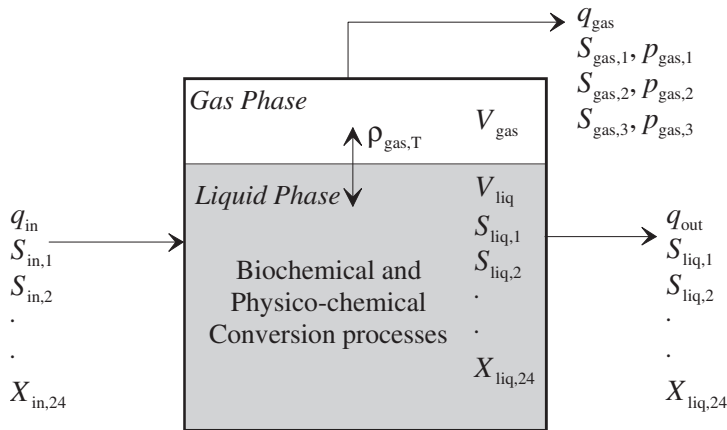 q_gas
S_gas,1, p_gas,1
S_gas,2, p_gas,2
S_gas,3, p_gas,3
Gas Phase
ρ_gas,T
V_gas
Liquid Phase
V_liq
S_liq,1
S_liq,2
.
.
X_liq,24
Biochemical and
Physico-chemical
Conversion processes
q_in
S_in,1
S_in,2
.
.
X_in,24
q_out
S_liq,1
S_liq,2
.
.
X_liq,24